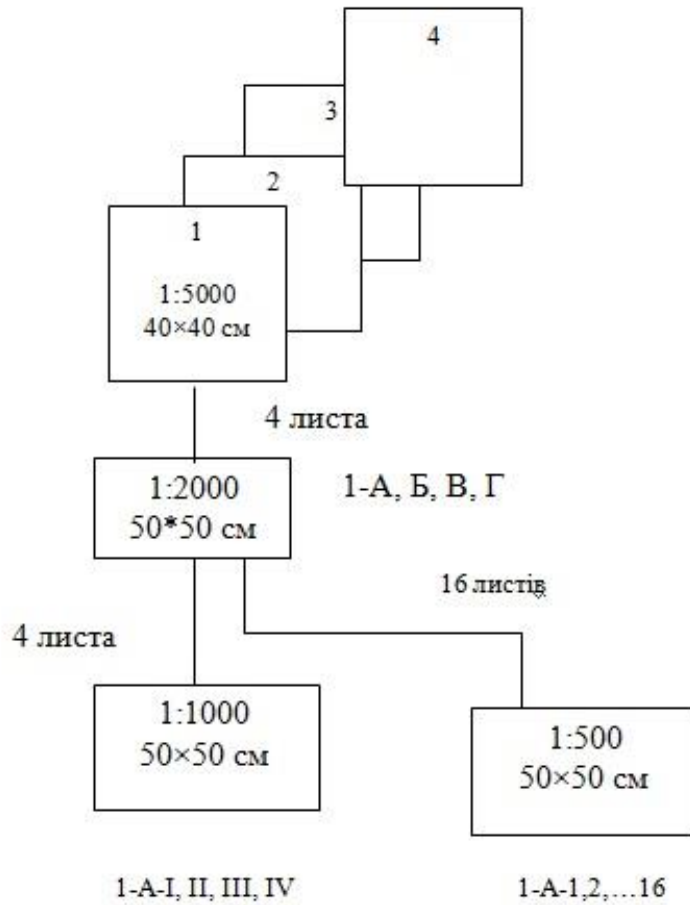 4
3
2
1
1:5000
40×40 см
4 листа
1:2000
50*50 см
1-А, Б, В, Г
16 листів
4 листа
1:1000
50×50 см
1:500
50×50 см
1-А-I, II, III, IV
1-А-1,2,…16